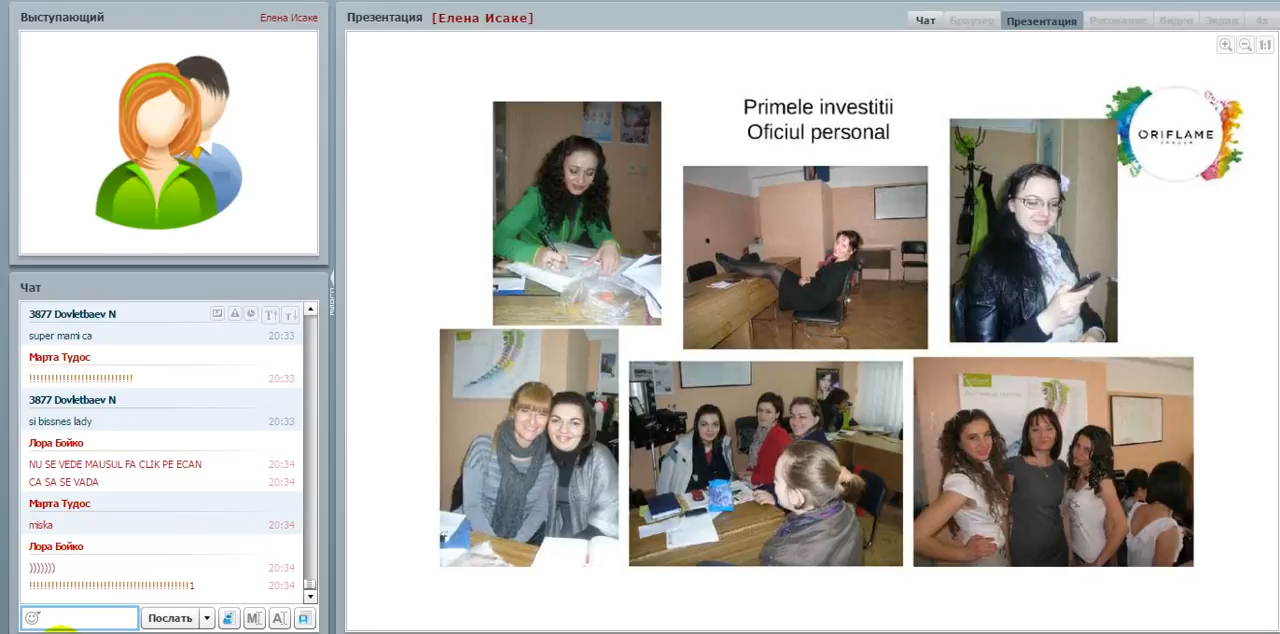 Выступающий
Елена Исаке
Чат
3877 Dovletbaev N
super mami ca
20:33
Марта Тудос
!!!!!!!!!!!!!!!!!!!!!!!!!!!!
20:33
3877 Dovletbaev N
si bissnes lady
20:33
Лора Бойко
NU SE VEDE MAUSUL FA CLIK PE ECAN
20:34
CA SA SE VADA
20:34
Марта Тудос
miska
20:34
Лора Бойко
)))))))
20:34
!!!!!!!!!!!!!!!!!!!!!!!!!!!!!!!!!!!!!!!!!!!1
20:34
Послать
Презентация [Елена Исаке]
Чат Браузер Презентация Рисование Видео Экран 4x
1:1
Primele investitii
Oficiul personal
ORIFLAME
SWEDEN